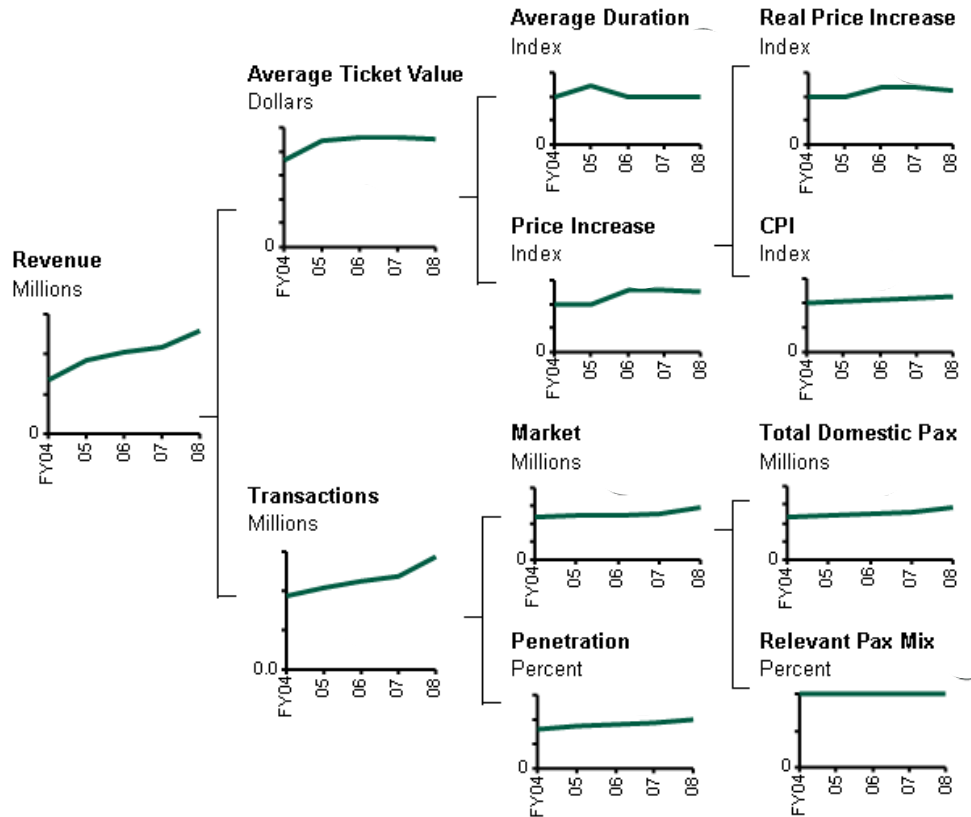 Revenue
Millions
0
FY04
05
06
07
08
Average Ticket Value
Dollars
0
FY04
05
06
07
08
Transactions
Millions
0.0
FY04
05
06
07
08
Average Duration
Index
0
FY04
05
06
07
08
Price Increase
Index
0
FY04
05
06
07
08
Market
Millions
0
FY04
05
06
07
08
Penetration
Percent
0
FY04
05
06
07
08
Real Price Increase
Index
0
FY04
05
06
07
08
CPI
Index
0
FY04
05
06
07
08
Total Domestic Pax
Millions
0
FY04
05
06
07
08
Relevant Pax Mix
Percent
0
FY04
05
06
07
08